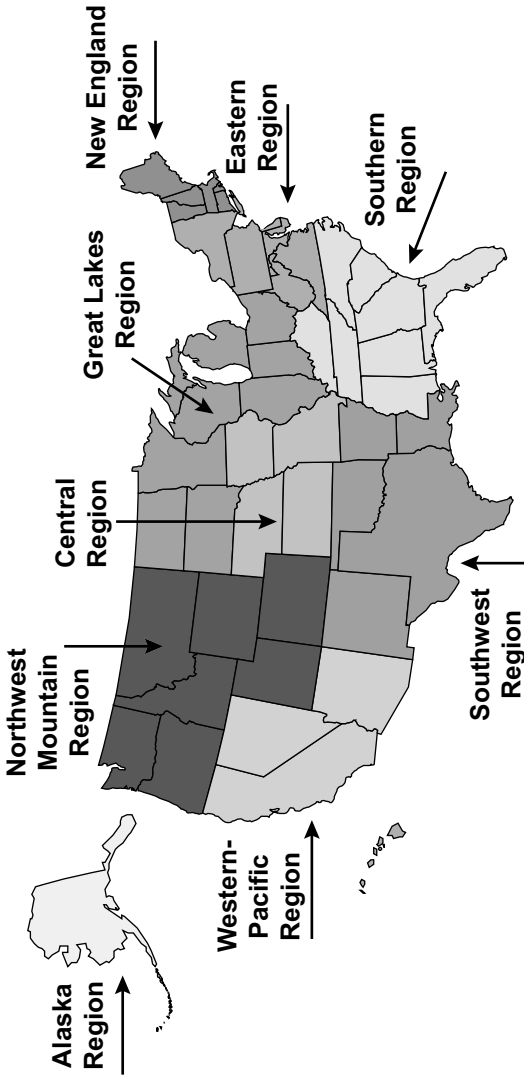 Alaska
Region
Northwest
Mountain
Region
Western-
Pacific
Region
Central
Region
Southwest
Region
Great Lakes
Region
New England
Region
Eastern
Region
Southern
Region